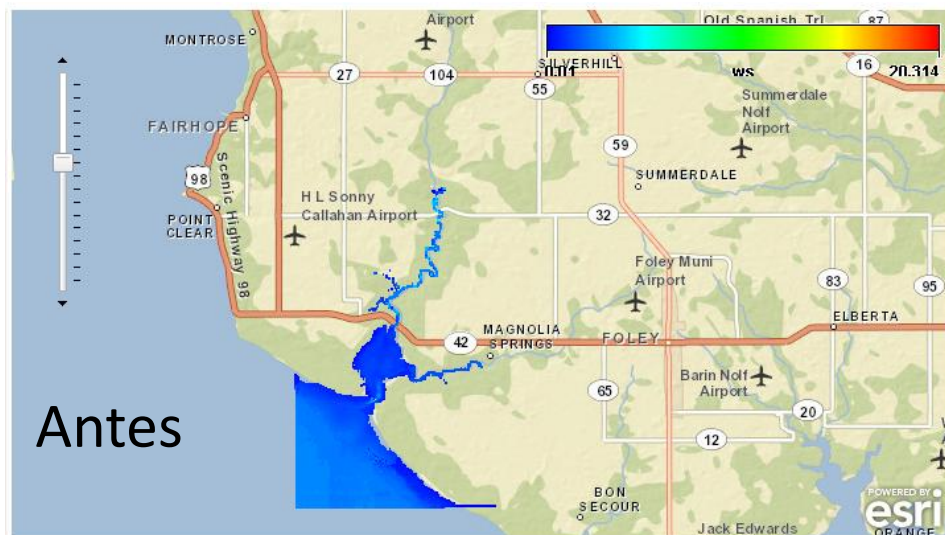 Airport
Old Spanish Trl
87
MONTROSE
SILVERHILL
0.01 ws 20.314
27
104
55
16
Summerdale
Nolf
Airport
FAIRHOPE
59
98
Scenic Highway 98
SUMMERDALE
H L Sonny
Callahan Airport
POINT
CLEAR
32
Foley Muni
Airport
83
95
ELBERTA
MAGNOLIA
SPRINGS
42
FOLEY
Barin Nolf
Airport
65
20
12
Antes
BON
SECOUR
POWERED BY
esri
Jack Edwards
ORANGE